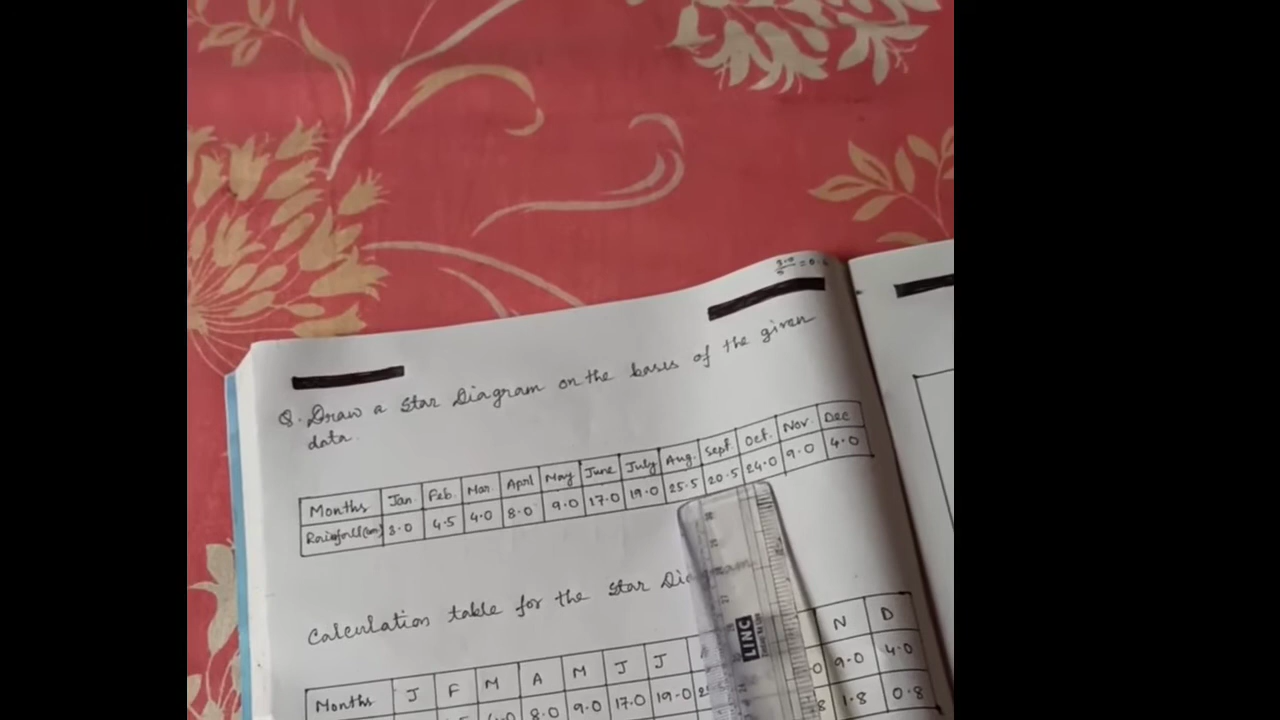 Q. Draw a Star Diagram on the basis of the given
data.
Months Jan. Feb. Mar. April May June July Aug. Sept. Oct. Nov. Dec
Rainfall(cm) 3.0 4.5 4.0 8.0 9.0 17.0 19.0 25.5 20.5 24.0 9.0 4.0
Calculation table for the Star
Months J F M A M J J N D
8.0 9.0 17.0 19.0 9.0 4.0
1.8 0.8
LINC